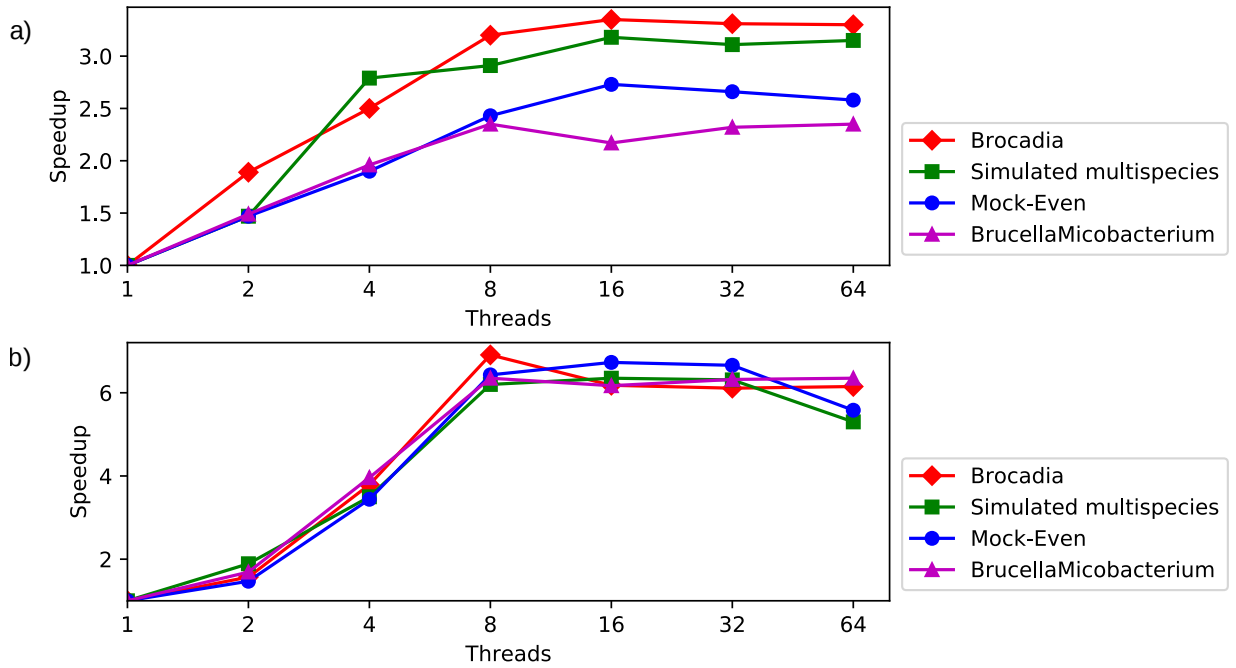 a)
3.0
2.5
2.0
1.5
1.0
Speedup
1 2 4 8 16 32 64
Threads
Brocadia
Simulated multispecies
Mock-Even
BrucellaMicobacterium
b)
6
4
2
Speedup
1 2 4 8 16 32 64
Threads
Brocadia
Simulated multispecies
Mock-Even
BrucellaMicobacterium